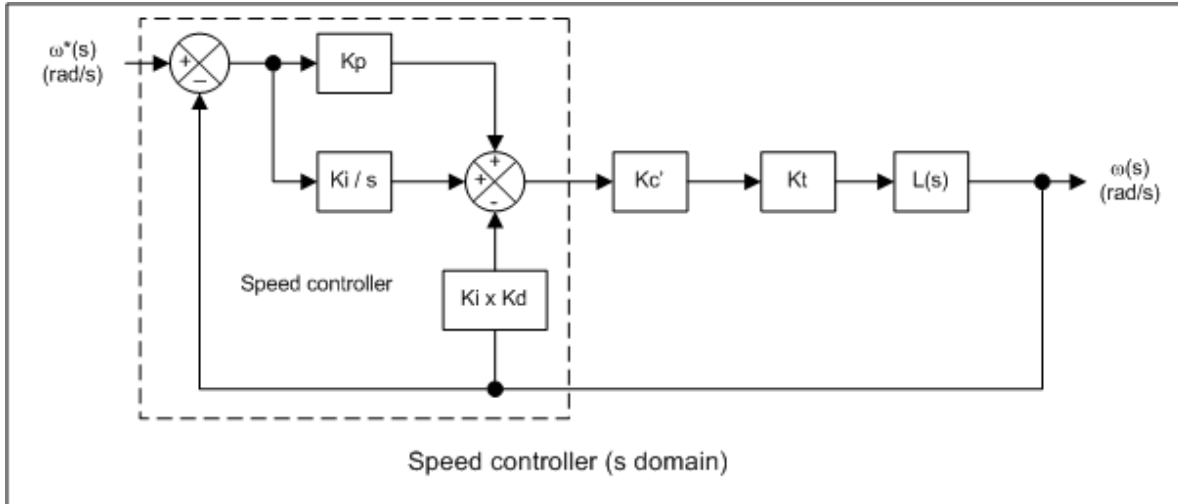 ω*(s)
(rad/s)
+
−
Kp
Ki / s
+
+
-
Kc'
Kt
L(s)
ω(s)
(rad/s)
Speed controller
Ki x Kd
Speed controller (s domain)